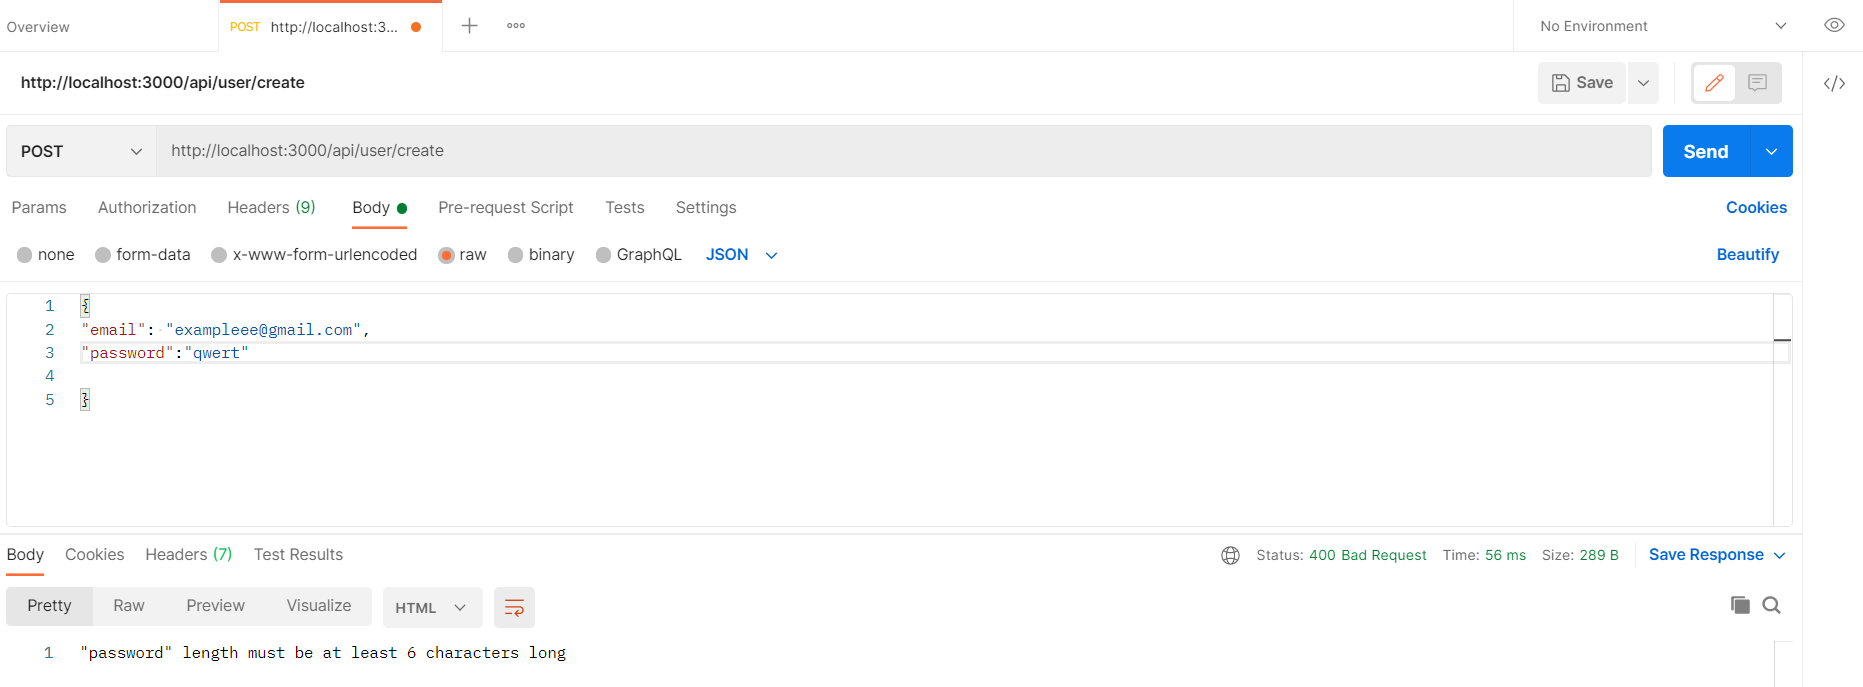 Overview
POST http://localhost:3...
No Environment
http://localhost:3000/api/user/create
Save
POST
http://localhost:3000/api/user/create
Send
Params Authorization Headers (9) Body Pre-request Script Tests Settings
Cookies
none form-data x-www-form-urlencoded raw binary GraphQL JSON
Beautify
1 {
2 "email": "exampleee@gmail.com",
3 "password":"qwert"
4
5 }
Body Cookies Headers (7) Test Results
Status: 400 Bad Request Time: 56 ms Size: 289 B Save Response
Pretty Raw Preview Visualize HTML
1 "password" length must be at least 6 characters long